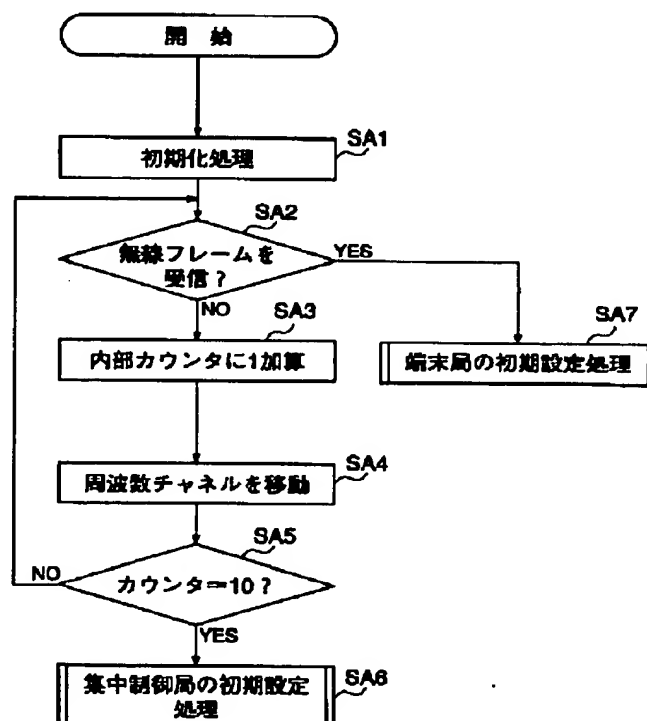 開 始
SA1
初期化処理
SA2
無線フレームを
受信?
YES
NO
SA3
内部カウンタに1加算
SA7
端末局の初期設定処理
SA4
周波数チャネルを移動
SA5
NO
カウンタ=10?
YES
集中制御局の初期設定
処理
SA6